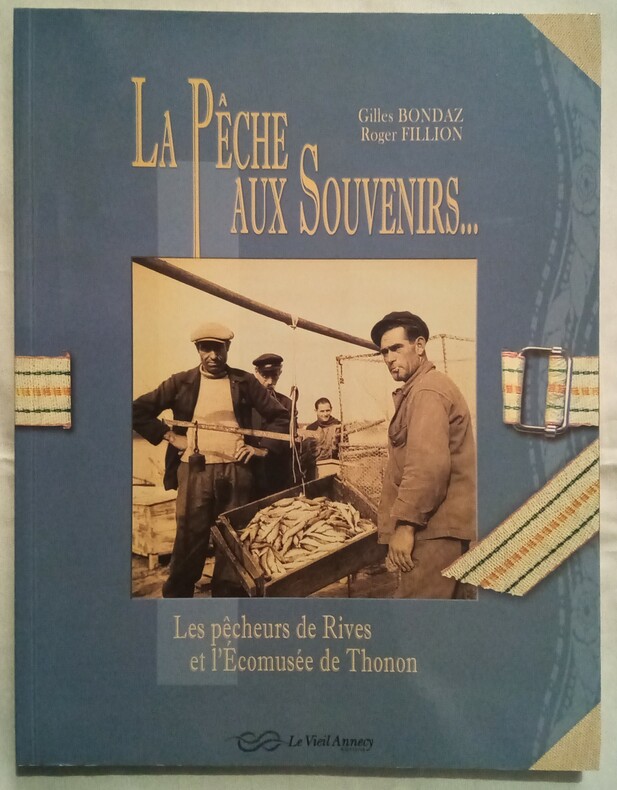 LA PÊCHE
AUX SOUVENIRS...
Gilles BONDAZ
Roger FILLION
Les pêcheurs de Rives
et l'Écomusée de Thonon
Le Vieil Annecy